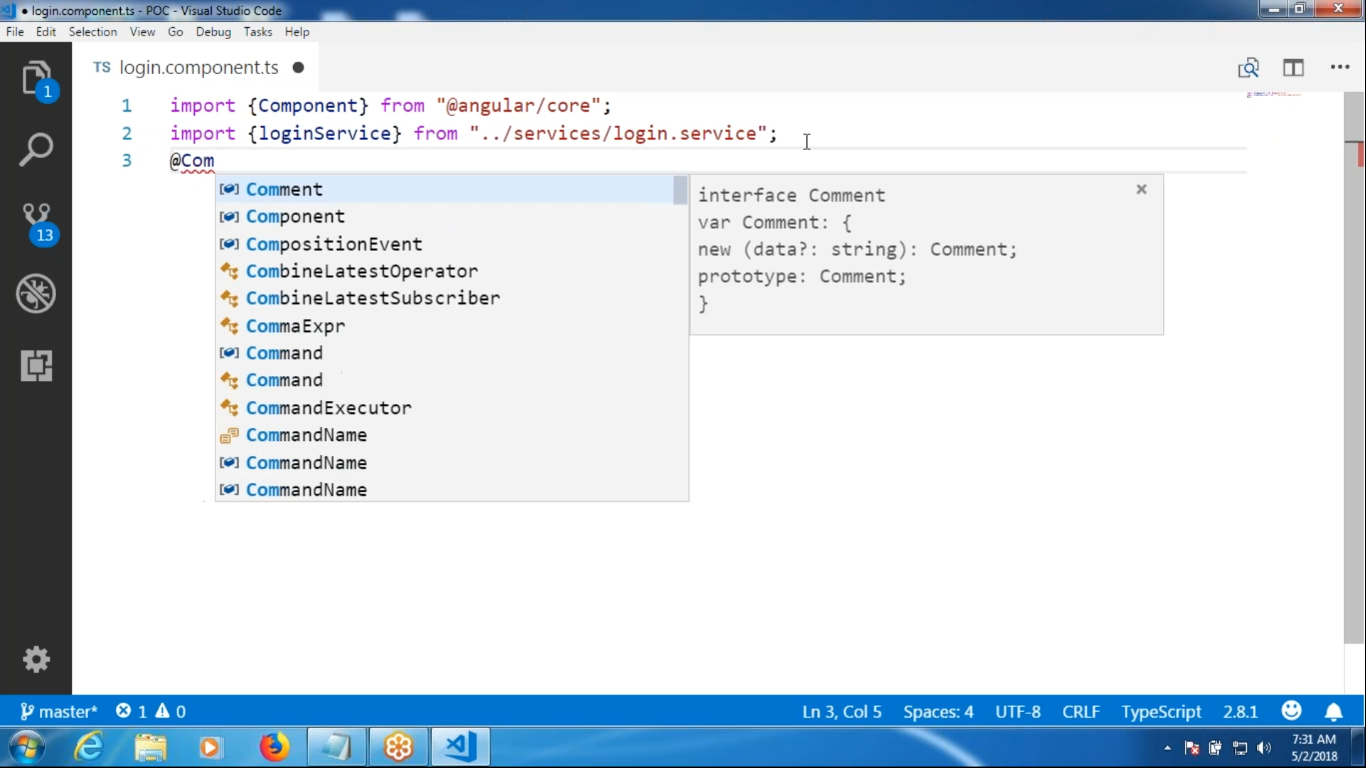 ● login.component.ts - POC - Visual Studio Code
File Edit Selection View Go Debug Tasks Help
TS login.component.ts ●
1
1 import {Component} from "@angular/core";
2 import {loginService} from "../services/login.service";
3 @Com
Comment
Component
CompositionEvent
CombineLatestOperator
CombineLatestSubscriber
CommaExpr
Command
Command
CommandExecutor
CommandName
CommandName
CommandName
interface Comment
var Comment: {
new (data?: string): Comment;
prototype: Comment;
}
13
master* 1 0 Ln 3, Col 5 Spaces: 4 UTF-8 CRLF TypeScript 2.8.1
7:31 AM
5/2/2018